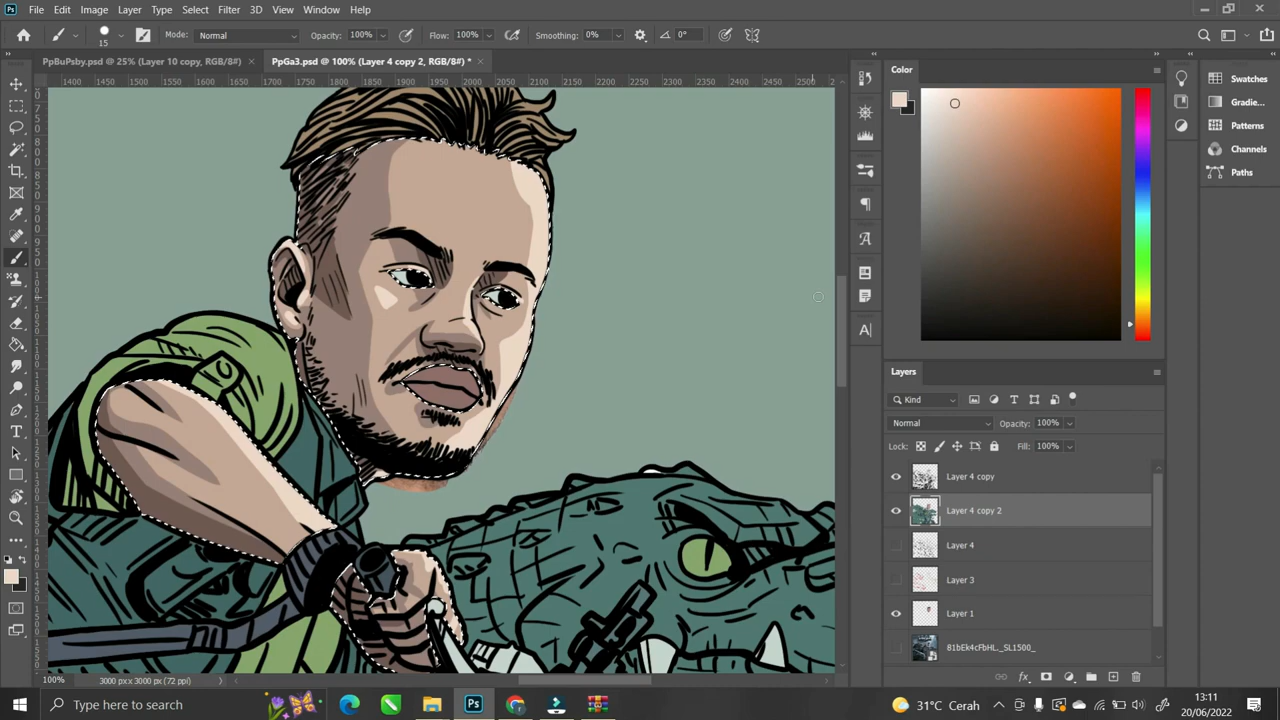 File Edit Image Layer Type Select Filter 3D View Window Help
15 Mode: Normal Opacity: 100% Flow: 100% Smoothing: 0% 0°
PpBuPsby.psd @ 25% (Layer 10 copy, RGB/8#) PpGa3.psd @ 100% (Layer 4 copy 2, RGB/8#) *
1400 1450 1500 1550 1600 1650 1700 1750 1800 1850 1900 1950 2000 2050 2100 2150 2200 2250 2300 2350 2400 2450 2500
Color
Swatches
Gradie...
Patterns
Channels
Paths
Layers
Kind
Normal Opacity: 100%
Lock: Fill: 100%
Layer 4 copy
Layer 4 copy 2
Layer 4
Layer 3
Layer 1
81bEk4cFbHL._SL1500_
100% 3000 px x 3000 px (72 ppi)
Type here to search
31°C Cerah
13:11
20/06/2022